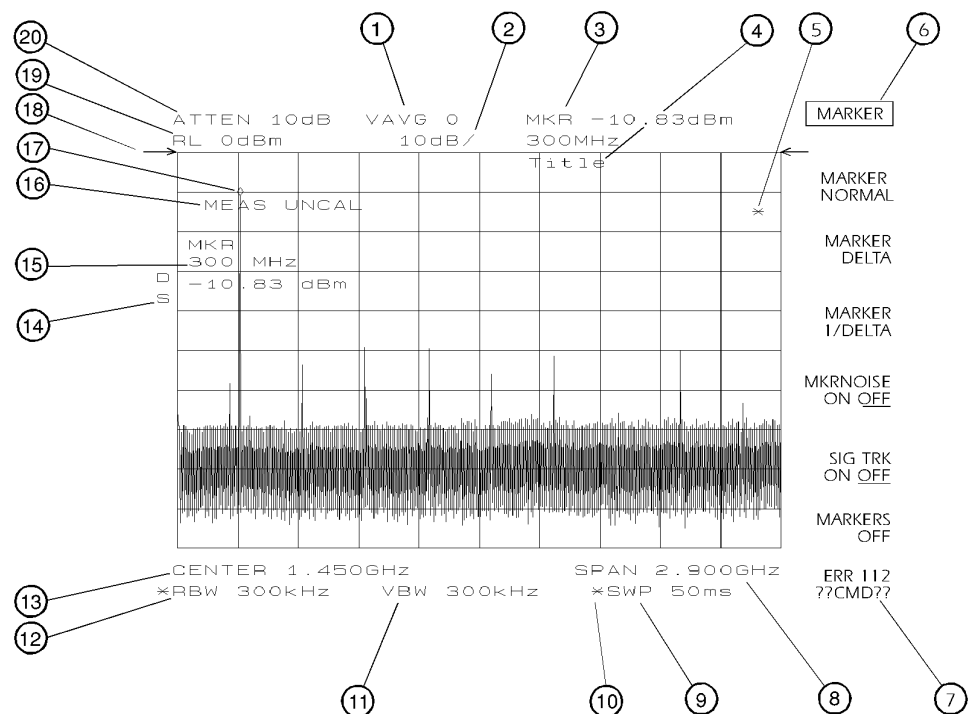 1
2
3
4
5
6
20
19
18
17
16
15
14
13
12
11
10
9
8
7
ATTEN 10dB VAVG 0 MKR -10.83dBm
RL 0dBm 10dB/ 300MHz
Title
MEAS UNCAL
MKR
300 MHz
-10.83 dBm
D
S
CENTER 1.450GHz SPAN 2.900GHz
*RBW 300kHz VBW 300kHz *SWP 50ms
MARKER
MARKER
NORMAL
MARKER
DELTA
MARKER
1/DELTA
MKRNOISE
ON OFF
SIG TRK
ON OFF
MARKERS
OFF
ERR 112
??CMD??